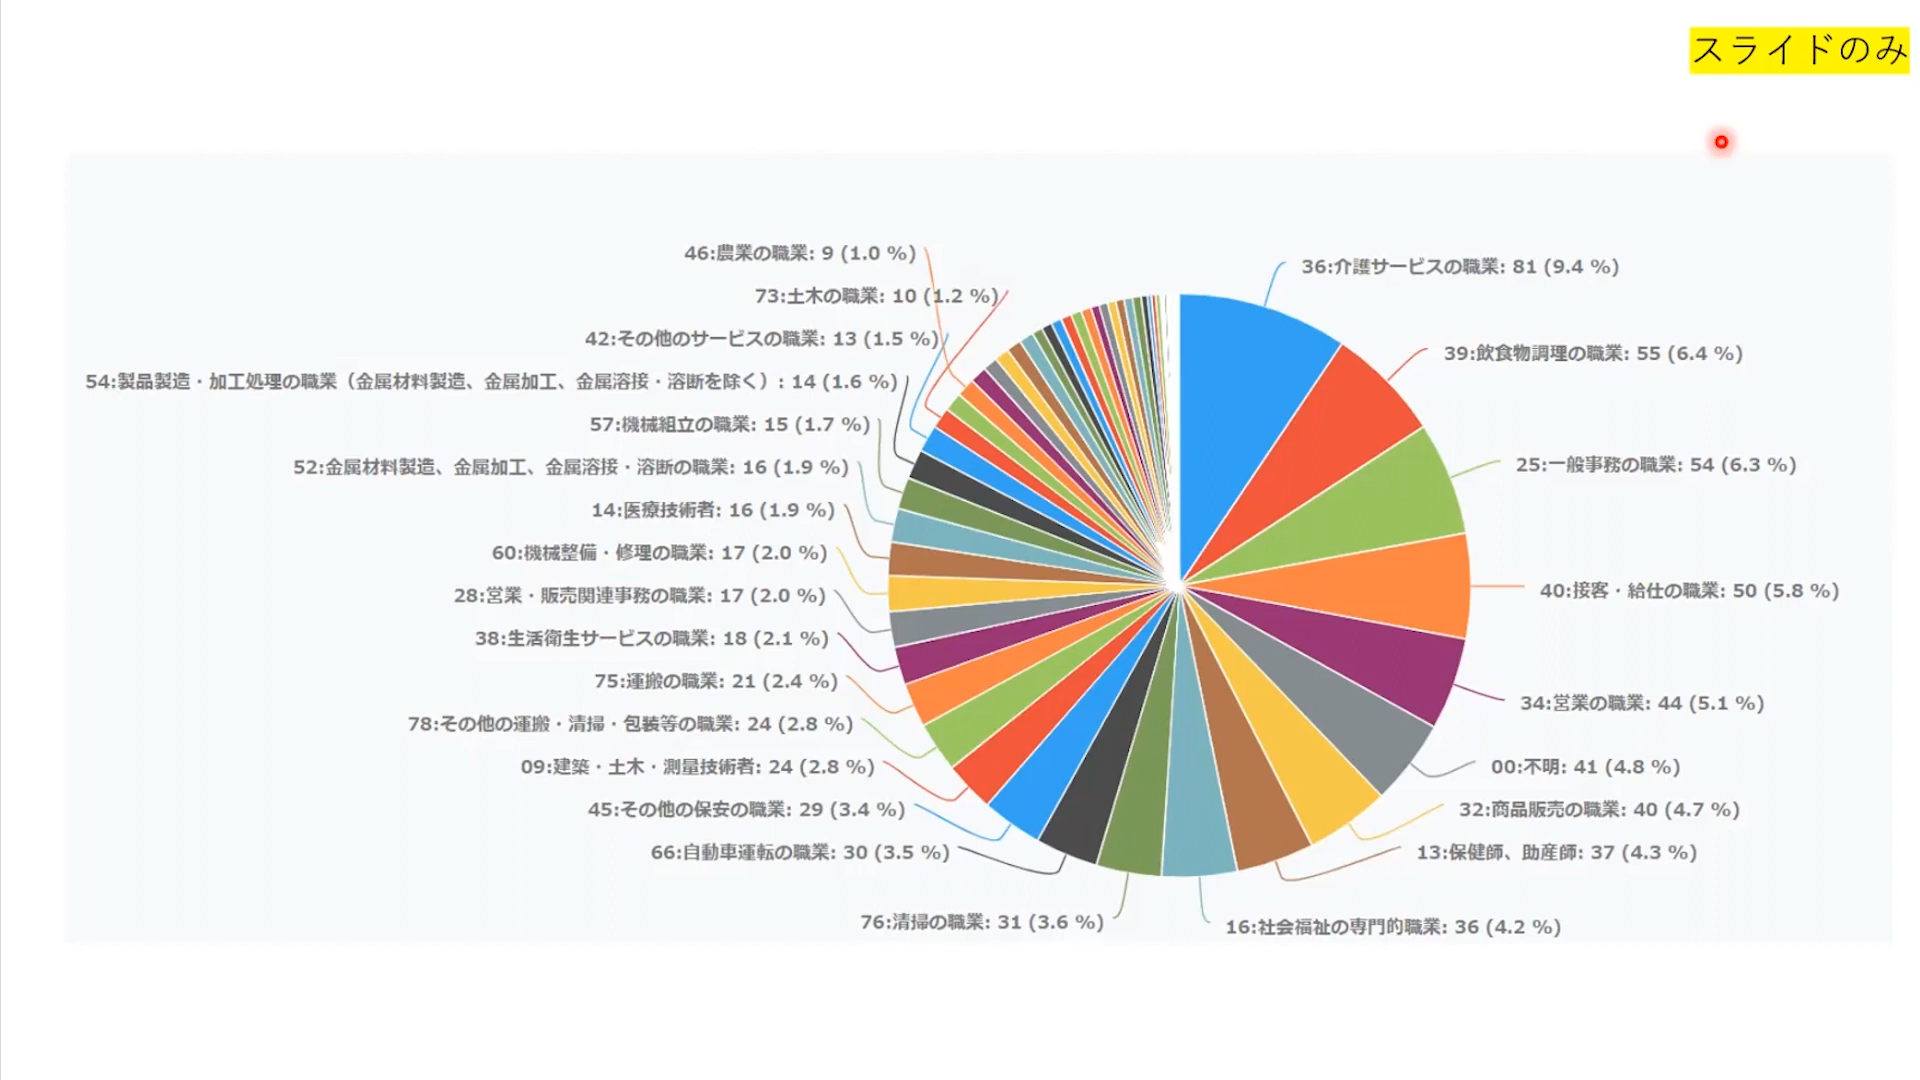 スライドのみ
36:介護サービスの職業: 81 (9.4 %)
39:飲食物調理の職業: 55 (6.4 %)
25:一般事務の職業: 54 (6.3 %)
40:接客・給仕の職業: 50 (5.8 %)
34:営業の職業: 44 (5.1 %)
00:不明: 41 (4.8 %)
32:商品販売の職業: 40 (4.7 %)
13:保健師、助産師: 37 (4.3 %)
16:社会福祉の専門的職業: 36 (4.2 %)
76:清掃の職業: 31 (3.6 %)
66:自動車運転の職業: 30 (3.5 %)
45:その他の保安の職業: 29 (3.4 %)
09:建築・土木・測量技術者: 24 (2.8 %)
78:その他の運搬・清掃・包装等の職業: 24 (2.8 %)
75:運搬の職業: 21 (2.4 %)
38:生活衛生サービスの職業: 18 (2.1 %)
28:営業・販売関連事務の職業: 17 (2.0 %)
60:機械整備・修理の職業: 17 (2.0 %)
14:医療技術者: 16 (1.9 %)
52:金属材料製造、金属加工、金属溶接・溶断の職業: 16 (1.9 %)
57:機械組立の職業: 15 (1.7 %)
54:製品製造・加工処理の職業（金属材料製造、金属加工、金属溶接・溶断を除く）: 14 (1.6 %)
42:その他のサービスの職業: 13 (1.5 %)
73:土木の職業: 10 (1.2 %)
46:農業の職業: 9 (1.0 %)